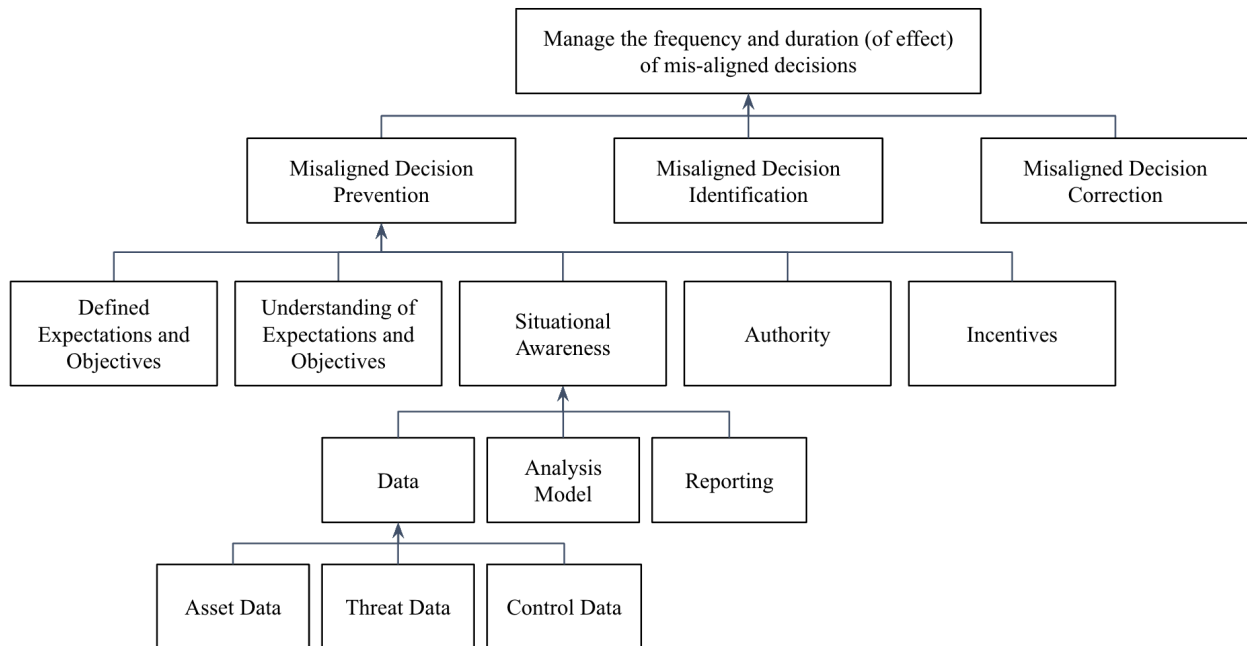 Manage the frequency and duration (of effect)
of mis-aligned decisions
Misaligned Decision
Prevention
Misaligned Decision
Identification
Misaligned Decision
Correction
Defined
Expectations and
Objectives
Understanding of
Expectations and
Objectives
Situational
Awareness
Authority
Incentives
Data
Analysis
Model
Reporting
Asset Data
Threat Data
Control Data